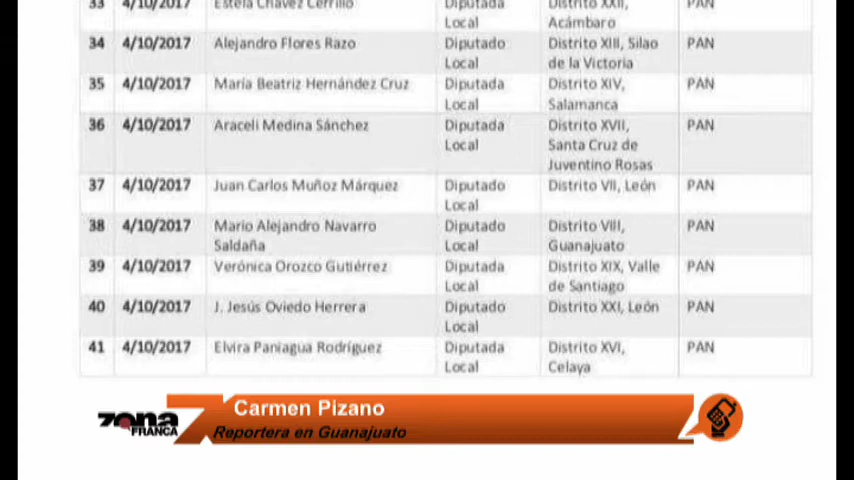 33 4/10/2017 Estela Chávez Cerrillo Diputada Distrito XXII, PAN
Local Acámbaro
34 4/10/2017 Alejandro Flores Razo Diputado Distrito XIII, Silao PAN
Local de la Victoria
35 4/10/2017 María Beatriz Hernández Cruz Diputada Distrito XIV, PAN
Local Salamanca
36 4/10/2017 Araceli Medina Sánchez Diputada Distrito XVII, PAN
Local Santa Cruz de
Juventino Rosas
37 4/10/2017 Juan Carlos Muñoz Márquez Diputado Distrito VII, León PAN
Local
38 4/10/2017 Mario Alejandro Navarro Diputado Distrito VIII, PAN
Saldaña Local Guanajuato
39 4/10/2017 Verónica Orozco Gutiérrez Diputada Distrito XIX, Valle PAN
Local de Santiago
40 4/10/2017 J. Jesús Oviedo Herrera Diputado Distrito XXI, León PAN
Local
41 4/10/2017 Elvira Paniagua Rodríguez Diputada Distrito XVI, PAN
Local Celaya
Carmen Pizano
zona
FRANCA
Reportera en Guanajuato